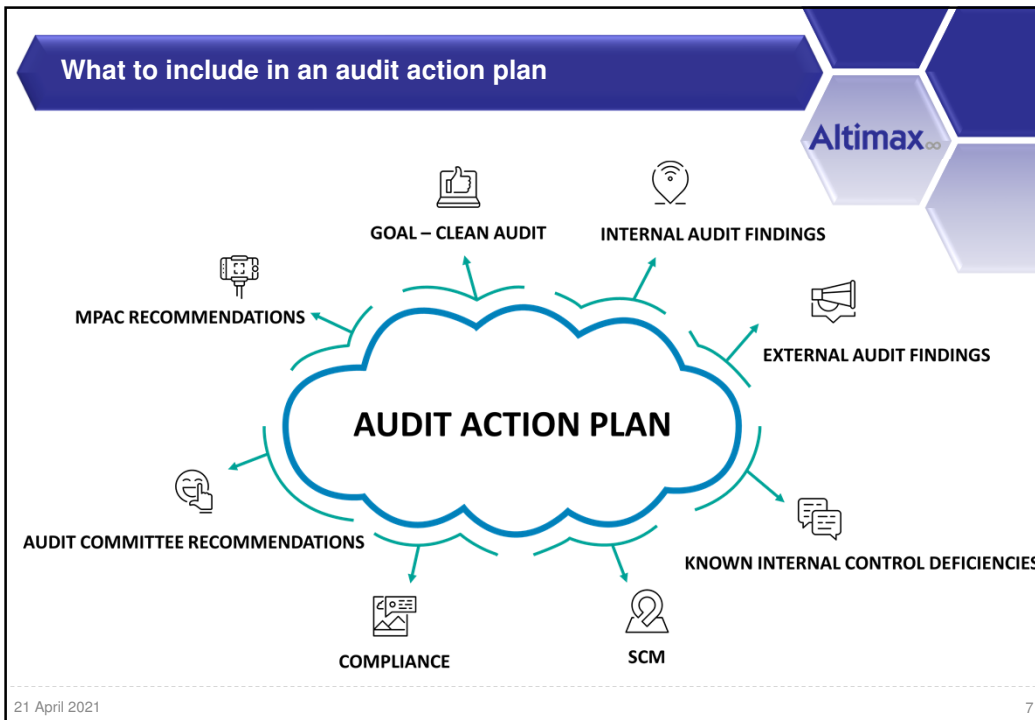 What to include in an audit action plan
Altimax
GOAL – CLEAN AUDIT
INTERNAL AUDIT FINDINGS
MPAC RECOMMENDATIONS
EXTERNAL AUDIT FINDINGS
AUDIT ACTION PLAN
AUDIT COMMITTEE RECOMMENDATIONS
KNOWN INTERNAL CONTROL DEFICIENCIES
COMPLIANCE
SCM
21 April 2021
7